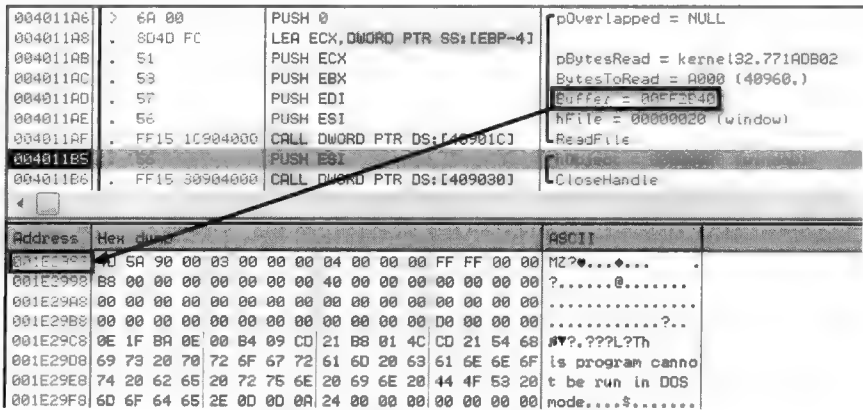 004011A6 > 6A 00 PUSH 0 pOverlapped = NULL
004011A8 . 8D4D FC LEA ECX,DWORD PTR SS:[EBP-4]
004011AB . 51 PUSH ECX pBytesRead = kernel32.771ADB02
004011AC . 53 PUSH EBX BytesToRead = A000 (40960.)
004011AD . 57 PUSH EDI Buffer =
004011AE . 56 PUSH ESI hFile = 00000020 (window)
004011AF . FF15 1C904000 CALL DWORD PTR DS:[40901C] ReadFile
004011B5 . 56 PUSH ESI
004011B6 . FF15 30904000 CALL DWORD PTR DS:[409030] CloseHandle
Address Hex dump ASCII
5A 90 00 03 00 00 00 04 00 00 00 FF FF 00 00 MZ?♥...♦...
001E2998 B8 00 00 00 00 00 00 00 40 00 00 00 00 00 00 00 ?.......@.......
001E29A8 00 00 00 00 00 00 00 00 00 00 00 00 00 00 00 00 ................
001E29B8 00 00 00 00 00 00 00 00 00 00 00 00 D0 00 00 00 ............?..
001E29C8 0E 1F BA 0E 00 B4 09 CD 21 B8 01 4C CD 21 54 68 ♫▼?.???L?Th
001E29D8 69 73 20 70 72 6F 67 72 61 6D 20 63 61 6E 6E 6F is program canno
001E29E8 74 20 62 65 20 72 75 6E 20 69 6E 20 44 4F 53 20 t be run in DOS
001E29F8 6D 6F 64 65 2E 0D 0D 0A 24 00 00 00 00 00 00 00 mode....$.......